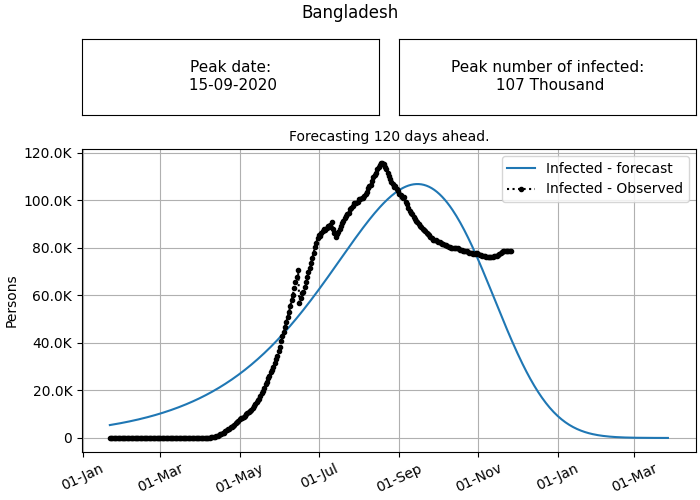 Bangladesh
Peak date:
15-09-2020
Peak number of infected:
107 Thousand
Forecasting 120 days ahead.
120.0K
100.0K
80.0K
60.0K
40.0K
20.0K
0
Persons
Infected - forecast
Infected - Observed
01-Jan
01-Mar
01-May
01-Jul
01-Sep
01-Nov
01-Jan
01-Mar